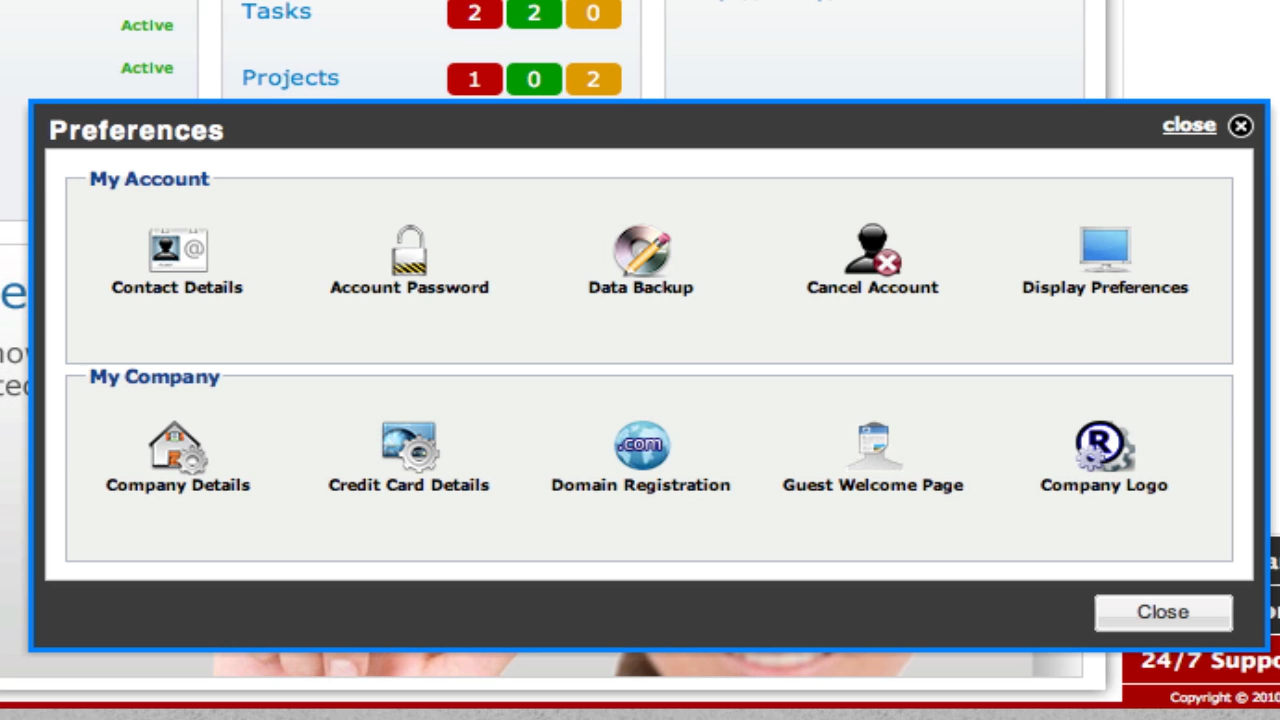 Active
Active
Tasks 2 2 0
Projects 1 0 2
Preferences
close
My Account
Contact Details
Account Password
Data Backup
Cancel Account
Display Preferences
My Company
.com
R
Company Details
Credit Card Details
Domain Registration
Guest Welcome Page
Company Logo
Close
24/7
Copyright © 2010